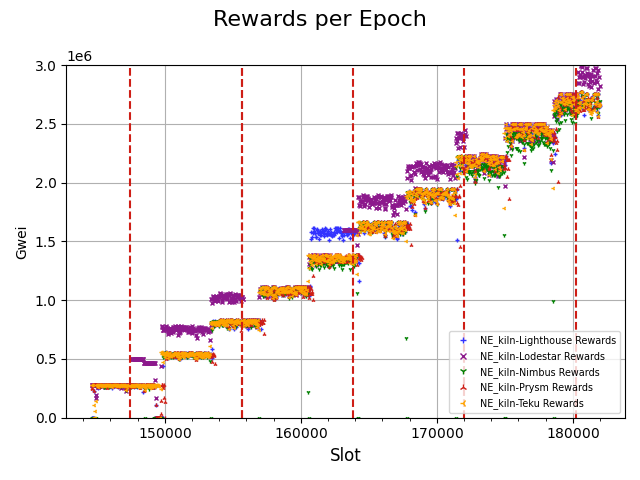 Rewards per Epoch
1e6
3.0
2.5
2.0
1.5
1.0
0.5
0.0
Gwei
150000 160000 170000 180000
Slot
NE_kiln-Lighthouse Rewards
NE_kiln-Lodestar Rewards
NE_kiln-Nimbus Rewards
NE_kiln-Prysm Rewards
NE_kiln-Teku Rewards